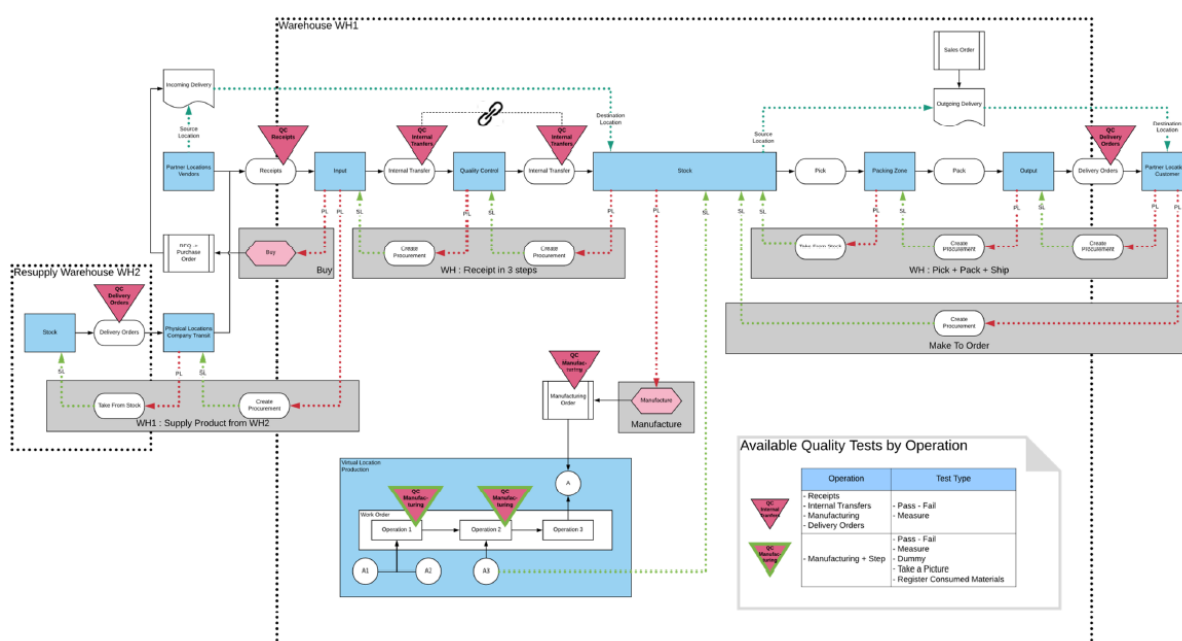 Warehouse WH1
Sales Order
Incoming Delivery
Outgoing Delivery
Source
Location
QC
Receipts
QC
Internal
Tranfers
QC
Internal
Tranfers
Destination
Location
Source
Location
QC
Delivery
Orders
Destination
Location
Partner Locations
Vendors
Receipts
Input
Internal Transfer
Quality Control
Internal Transfer
Stock
Pick
Packing Zone
Pack
Output
Delivery Orders
Partner Location
Customer
PL
PL
SL
PL
SL
PL
PL
SL
SL
SL
PL
SL
PL
SL
PL
PL
Purchase
Order
Buy
Buy
Create
Procurement
Create
Procurement
WH : Receipt in 3 steps
Take From Stock
Create
Procurement
Create
Procurement
WH : Pick + Pack + Ship
Resupply Warehouse WH2
QC
Delivery
Orders
Stock
Delivery Orders
Physical Locations
Company Transit
Create
Procurement
Make To Order
SL
PL
SL
Take From Stock
Create
Procurement
WH1 : Supply Product from WH2
QC
Manufac-
turing
Manufacturing
Order
Manufacture
Manufacture
Virtual Location
Production
QC
Manufac-
turing
QC
Manufac-
turing
A
Work Order
Operation 1
Operation 2
Operation 3
A1
A2
A3
Available Quality Tests by Operation
Operation
Test Type
QC
Internal
Tranfers
- Receipts
- Internal Transfers
- Manufacturing
- Delivery Orders
- Pass - Fail
- Measure
QC
Manufac-
turing
- Manufacturing + Step
- Pass - Fail
- Measure
- Dummy
- Take a Picture
- Register Consumed Materials